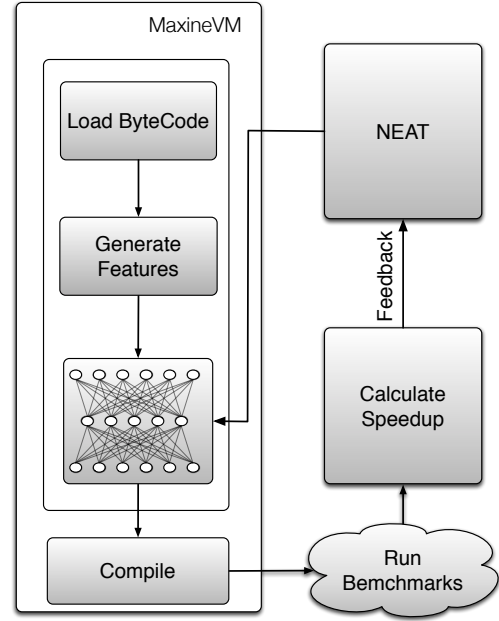 MaxineVM
Load ByteCode
Generate
Features
Compile
NEAT
Feedback
Calculate
Speedup
Run
Bemchmarks